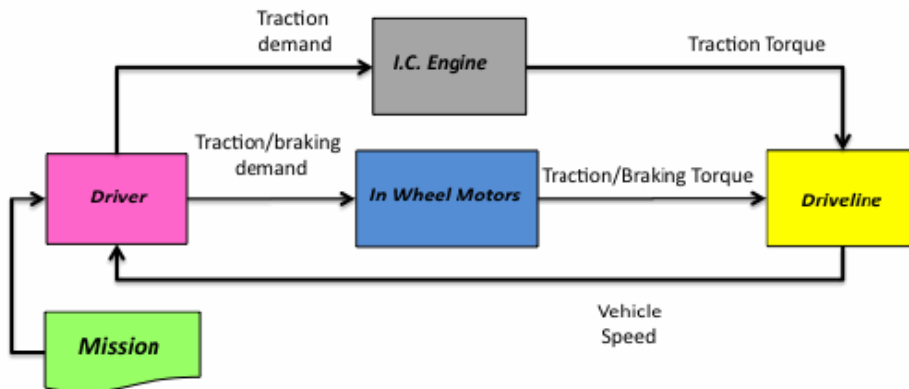 Traction
demand
I.C. Engine
Traction Torque
Traction/braking
demand
Driver
In Wheel Motors
Traction/Braking Torque
Driveline
Vehicle
Speed
Mission